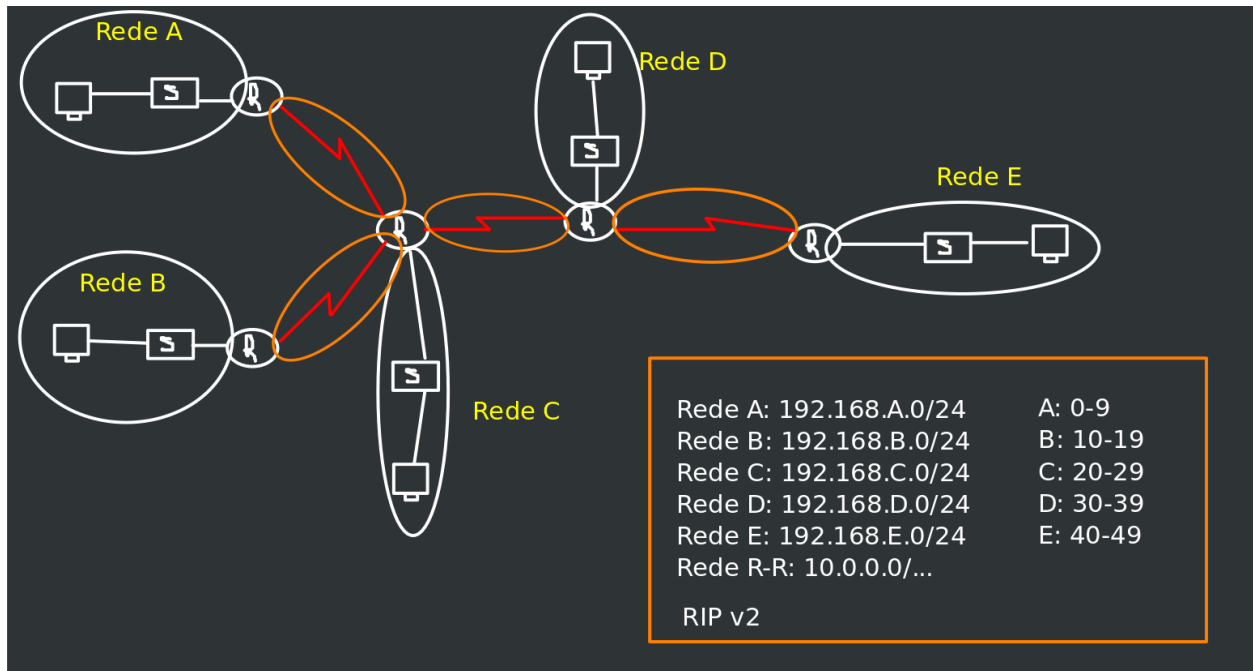 Rede A
S
R
Rede D
S
R
Rede E
R
S
R
Rede B
S
R
S
Rede C
Rede A: 192.168.A.0/24
A: 0-9
Rede B: 192.168.B.0/24
B: 10-19
Rede C: 192.168.C.0/24
C: 20-29
Rede D: 192.168.D.0/24
D: 30-39
Rede E: 192.168.E.0/24
E: 40-49
Rede R-R: 10.0.0.0/...
RIP v2